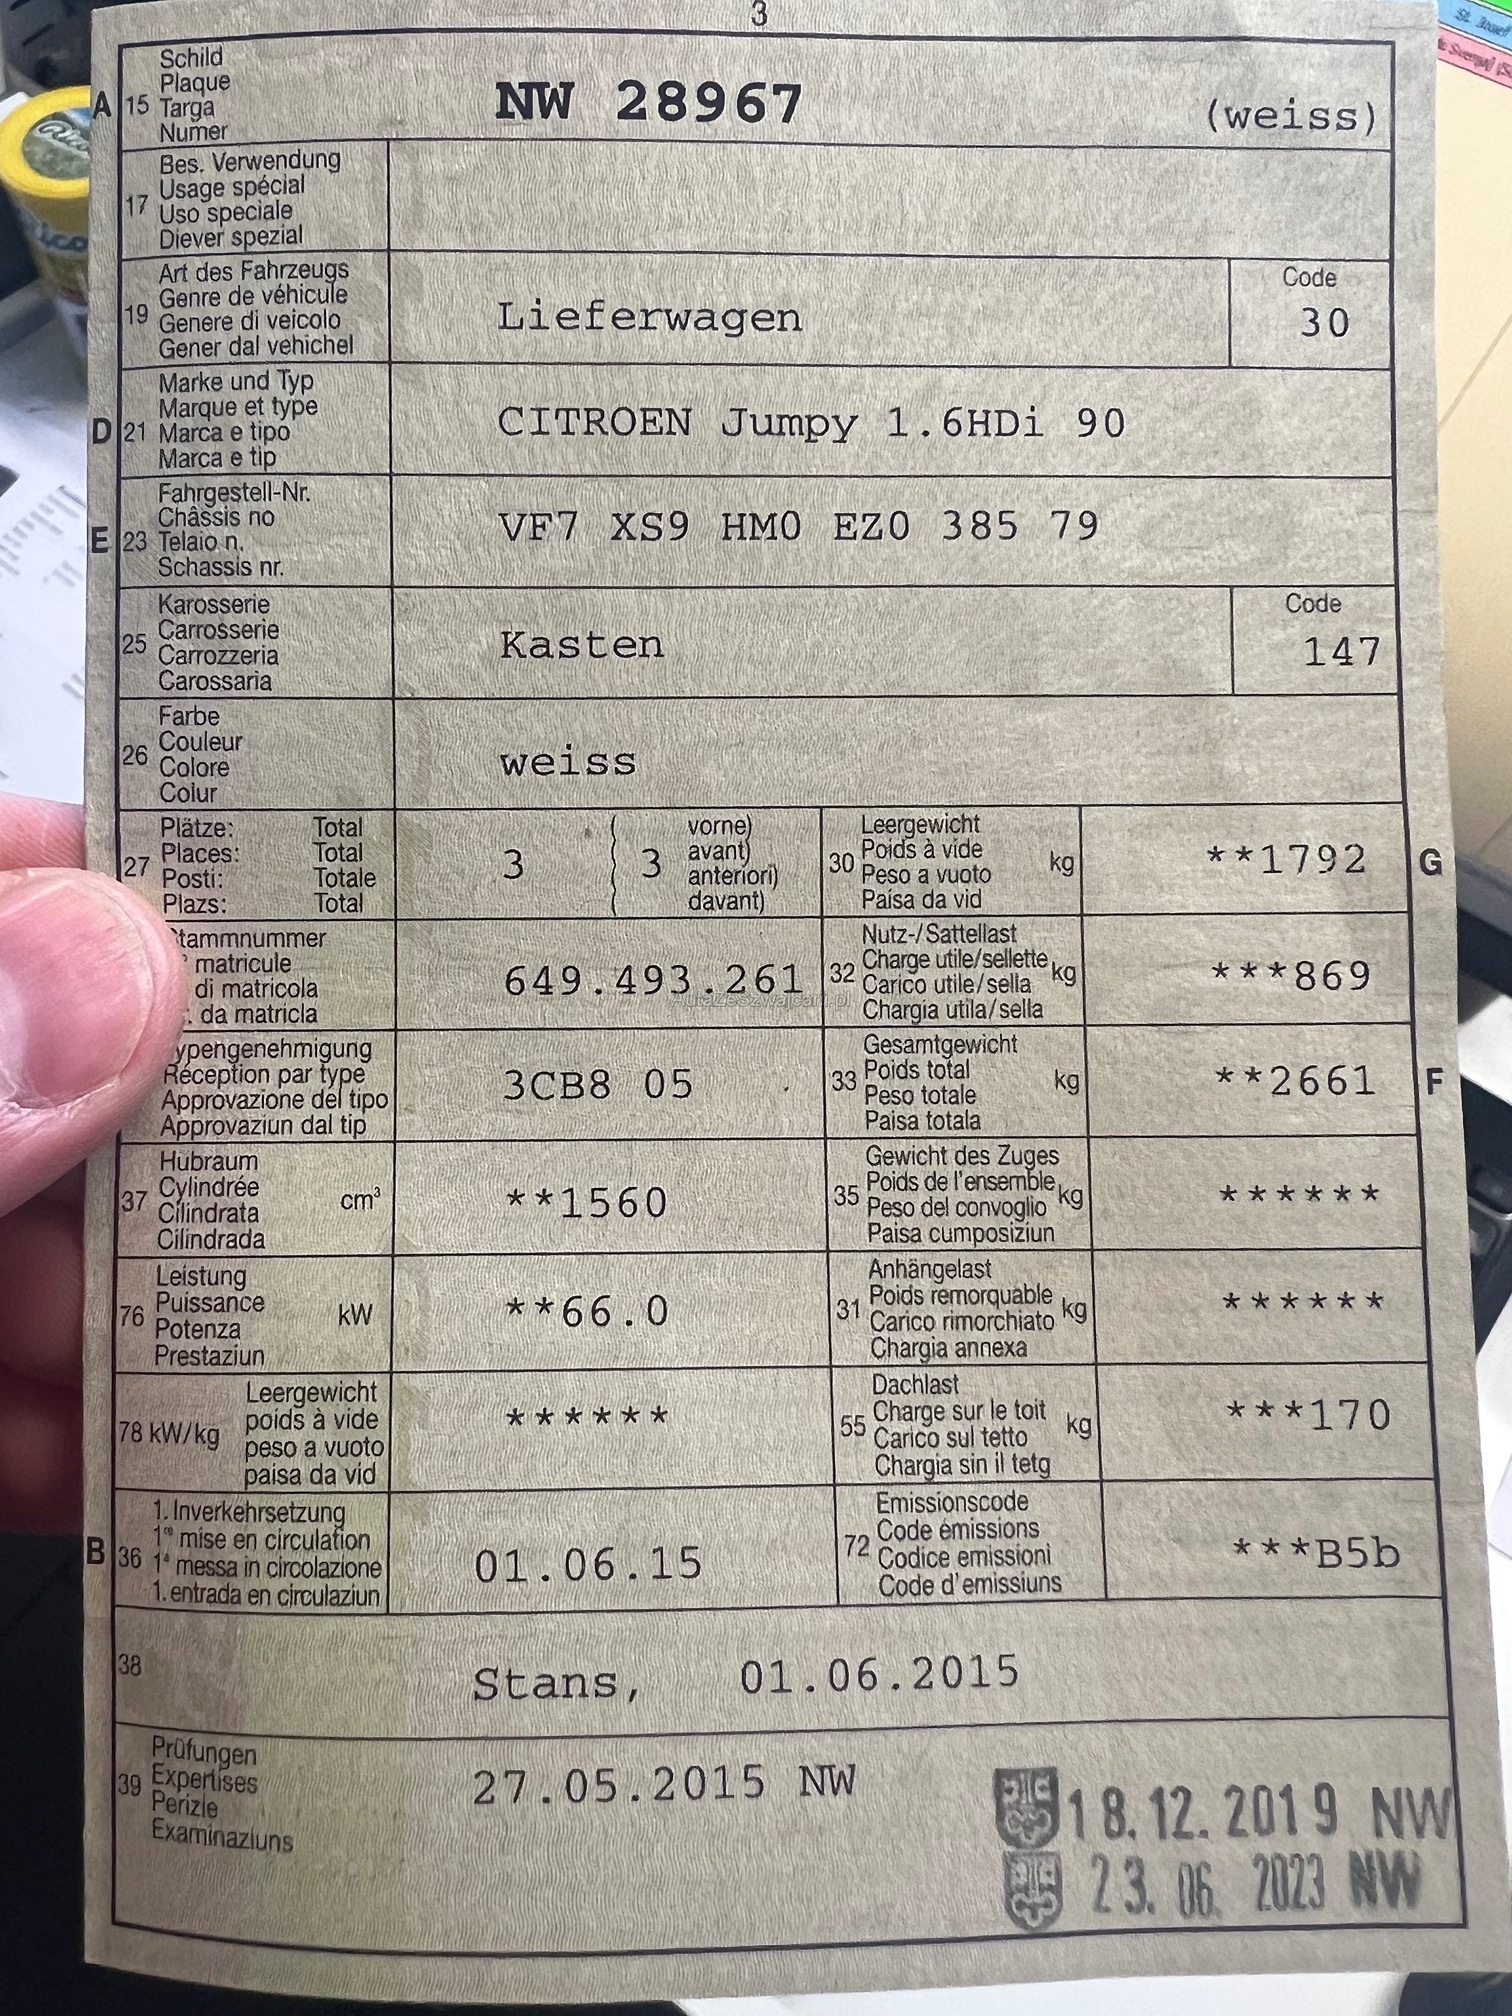 3
A 15 Schild
Plaque
Targa
Numer
NW 28967 (weiss)
17 Bes. Verwendung
Usage spécial
Uso speciale
Diever spezial
19 Art des Fahrzeugs
Genre de véhicule
Genere di veicolo
Gener dal vehichel
Lieferwagen
Code
30
D 21 Marke und Typ
Marque et type
Marca e tipo
Marca e tip
CITROEN Jumpy 1.6HDi 90
E 23 Fahrgestell-Nr.
Châssis no
Telaio n.
Schassis nr.
VF7 XS9 HM0 EZ0 385 79
25 Karosserie
Carrosserie
Carrozzeria
Carossaria
Kasten
Code
147
26 Farbe
Couleur
Colore
Colur
weiss
27 Plätze: Total
Places: Total
Posti: Totale
Plazs: Total
3 ( 3 vorne)
avant)
anteriori)
davant)
30 Leergewicht
Poids à vide
Peso a vuoto
Paisa da vid
kg
**1792 G
tammnummer
° matricule
di matricola
. da matricla
649.493.261
32 Nutz-/Sattellast
Charge utile/sellette
Carico utile/sella
Chargia utila/sella
kg
***869
utazeSzwajcarii.pl
ypengenehmigung
Réception par type
Approvazione del tipo
Approvaziun dal tip
3CB8 05
33 Gesamtgewicht
Poids total
Peso totale
Paisa totala
kg
**2661 F
37 Hubraum
Cylindrée
Cilindrata
Cilindrada
cm³
**1560
35 Gewicht des Zuges
Poids de l'ensemble
Peso del convoglio
Paisa cumposiziun
kg
******
76 Leistung
Puissance
Potenza
Prestaziun
kW
**66.0
31 Anhängelast
Poids remorquable
Carico rimorchiato
Chargia annexa
kg
******
78 kW/kg Leergewicht
poids à vide
peso a vuoto
paisa da vid
******
55 Dachlast
Charge sur le toit
Carico sul tetto
Chargia sin il tetg
kg
***170
B 36 1. Inverkehrsetzung
1re mise en circulation
1a messa in circolazione
1. entrada en circulaziun
01.06.15
72 Emissionscode
Code émissions
Codice emissioni
Code d'emissiuns
***B5b
38 Stans, 01.06.2015
39 Prüfungen
Expertises
Perizie
Examinaziuns
27.05.2015 NW
18.12.2019 NW
23.06.2023 NW